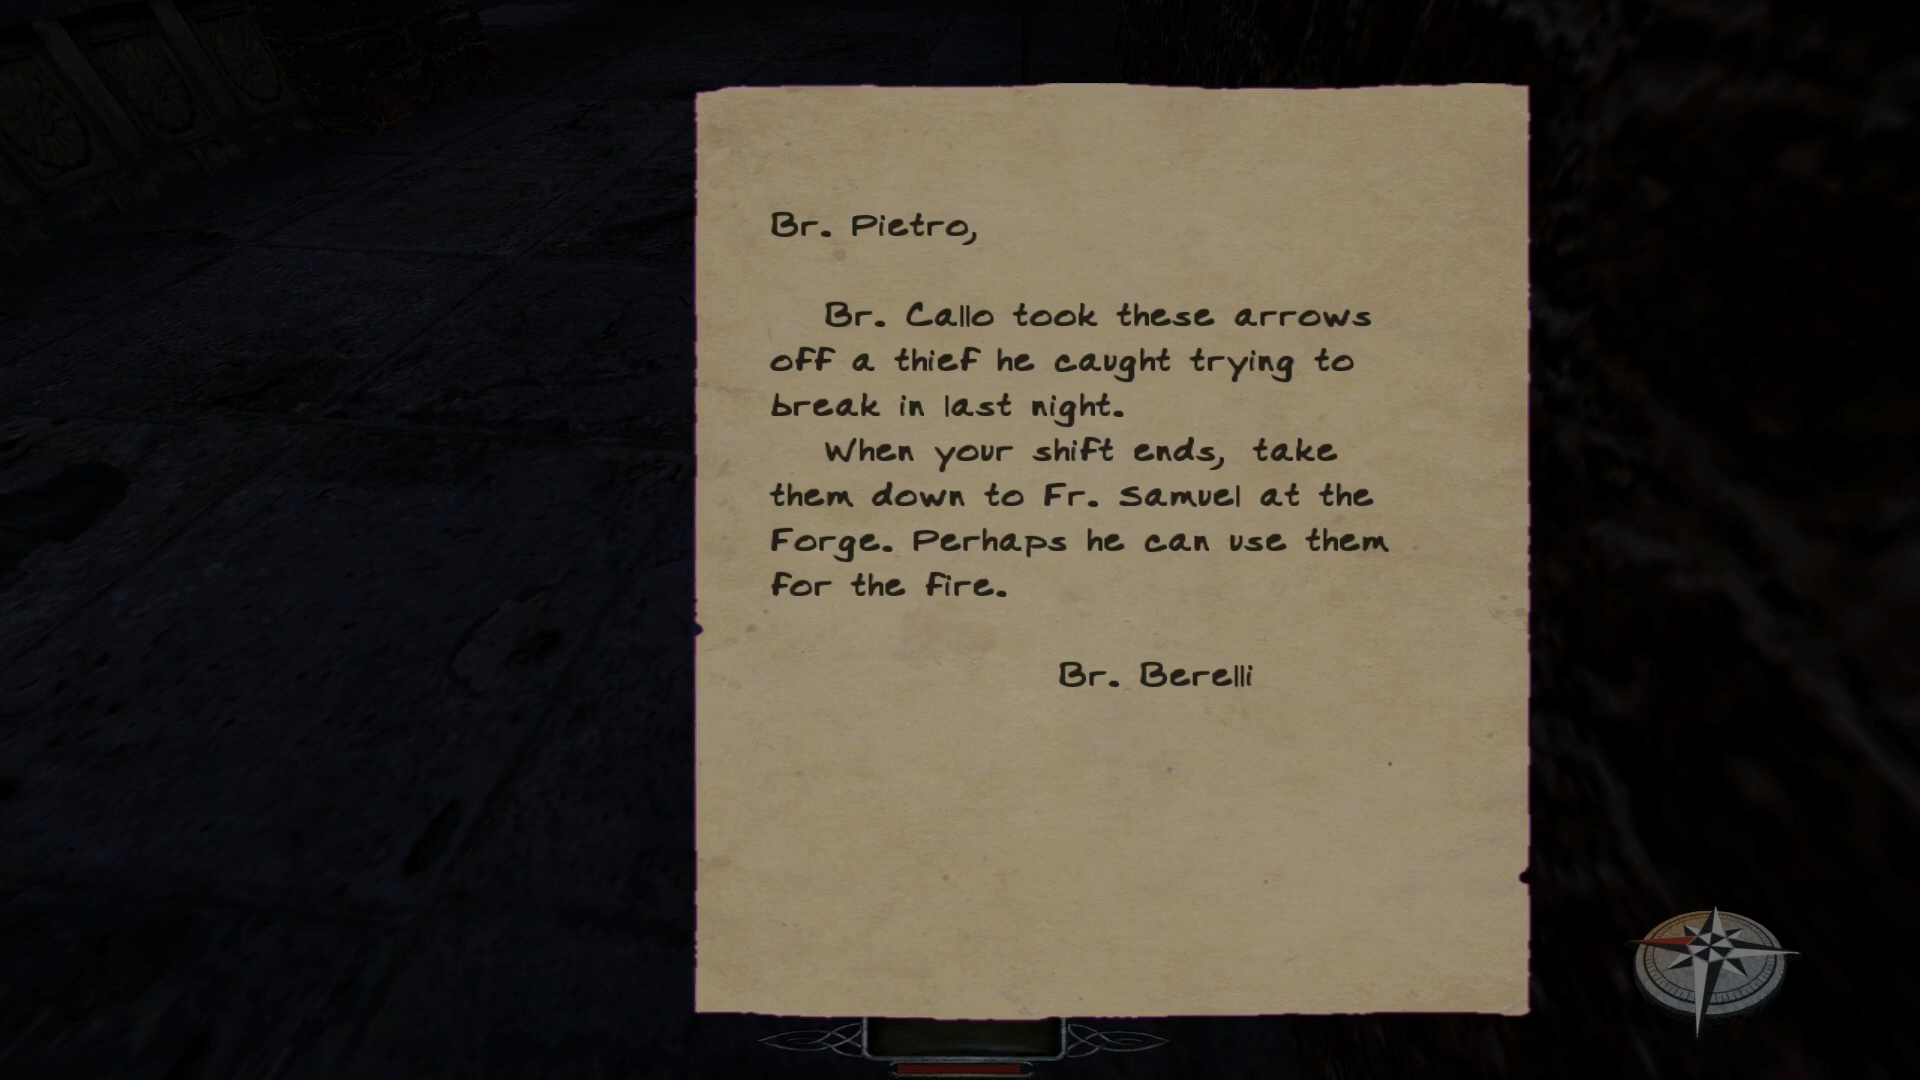 Br. Pietro,
Br. Callo took these arrows
off a thief he caught trying to
break in last night.
When your shift ends, take
them down to Fr. Samuel at the
Forge. Perhaps he can use them
for the fire.
Br. Berelli